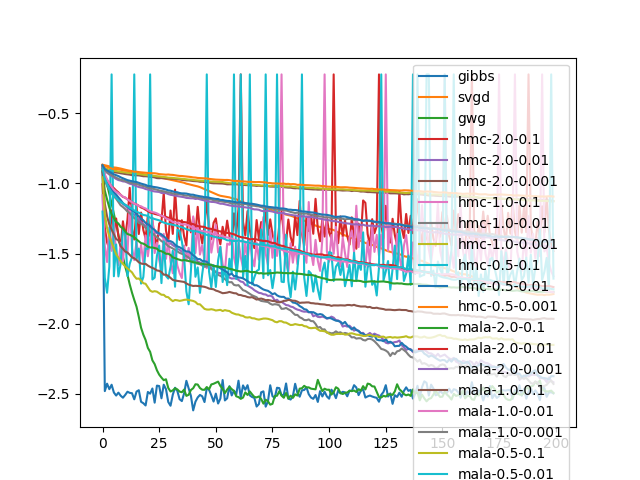 −0.5
−1.0
−1.5
−2.0
−2.5
0
25
50
75
100
125
150
175
200
gibbs
svgd
gwg
hmc-2.0-0.1
hmc-2.0-0.01
hmc-2.0-0.001
hmc-1.0-0.1
hmc-1.0-0.01
hmc-1.0-0.001
hmc-0.5-0.1
hmc-0.5-0.01
hmc-0.5-0.001
mala-2.0-0.1
mala-2.0-0.01
mala-2.0-0.001
mala-1.0-0.1
mala-1.0-0.01
mala-1.0-0.001
mala-0.5-0.1
mala-0.5-0.01